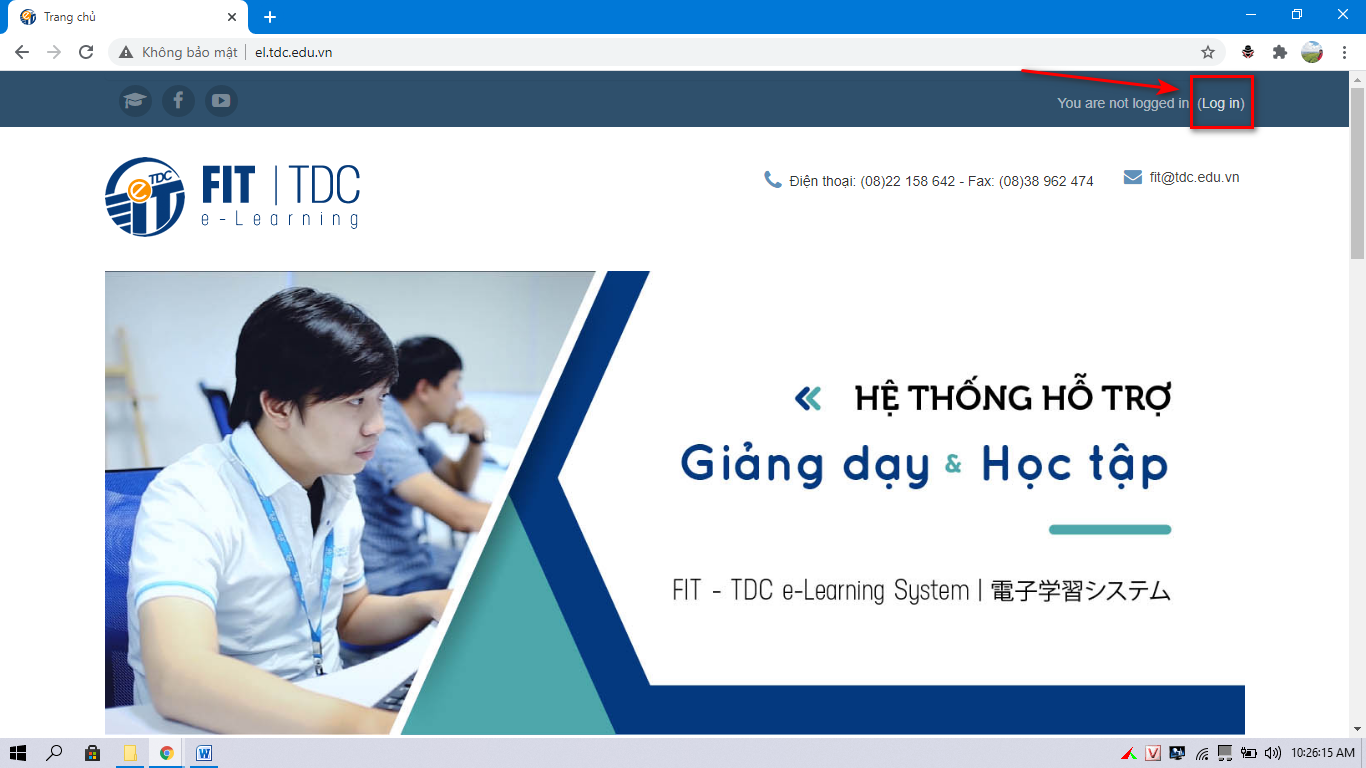 Trang chủ
Không bảo mật
el.tdc.edu.vn
You are not logged in (Log in)
TDC
e
IT
FIT | TDC
e-Learning
Điện thoại: (08)22 158 642 - Fax: (08)38 962 474
fit@tdc.edu.vn
HỆ THỐNG HỖ TRỢ
Giảng dạy & Học tập
FIT - TDC e-Learning System | 電子学習システム
10:26:15 AM